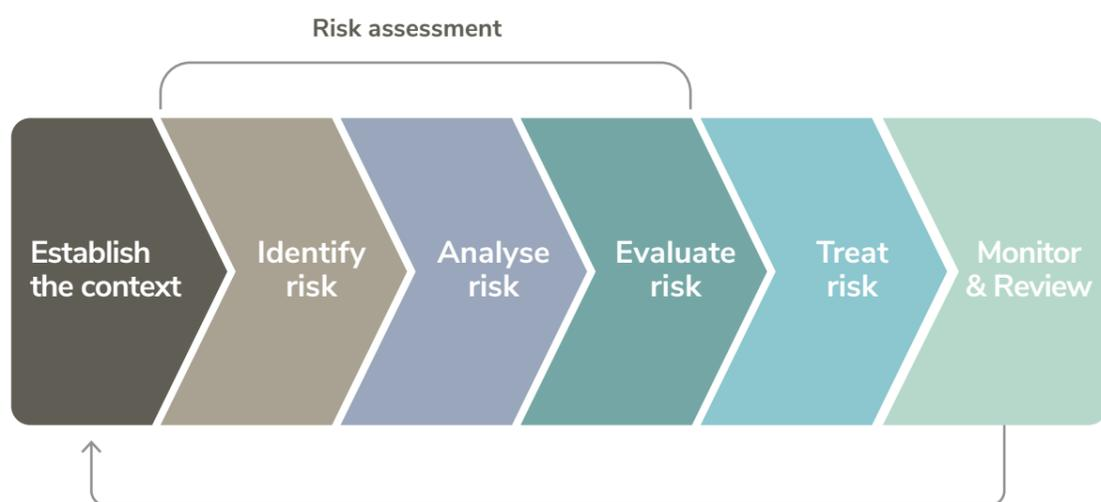 Risk assessment
Establish
the context
Identify
risk
Analyse
risk
Evaluate
risk
Treat
risk
Monitor
& Review